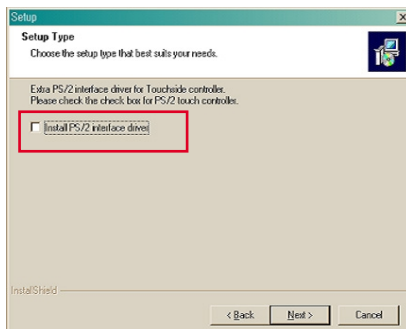 Setup
Setup Type
Choose the setup type that best suits your needs.
Extra PS/2 interface driver for Touchside controller.
Please check the check box for PS/2 touch controller.
Install PS/2 interface driver
InstallShield
< Back
Next >
Cancel